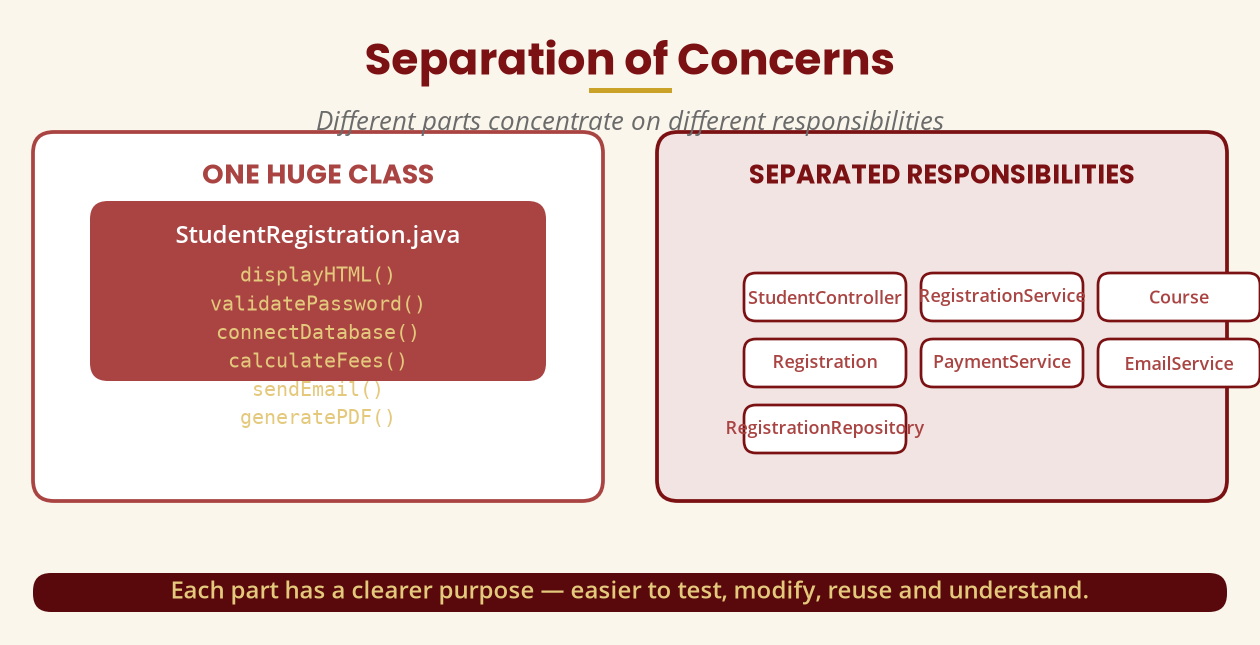 Separation of Concerns
Different parts concentrate on different responsibilities
ONE HUGE CLASS
StudentRegistration.java
displayHTML()
validatePassword()
connectDatabase()
calculateFees()
sendEmail()
generatePDF()
SEPARATED RESPONSIBILITIES
StudentController
RegistrationService
Course
Registration
PaymentService
EmailService
RegistrationRepository
Each part has a clearer purpose — easier to test, modify, reuse and understand.